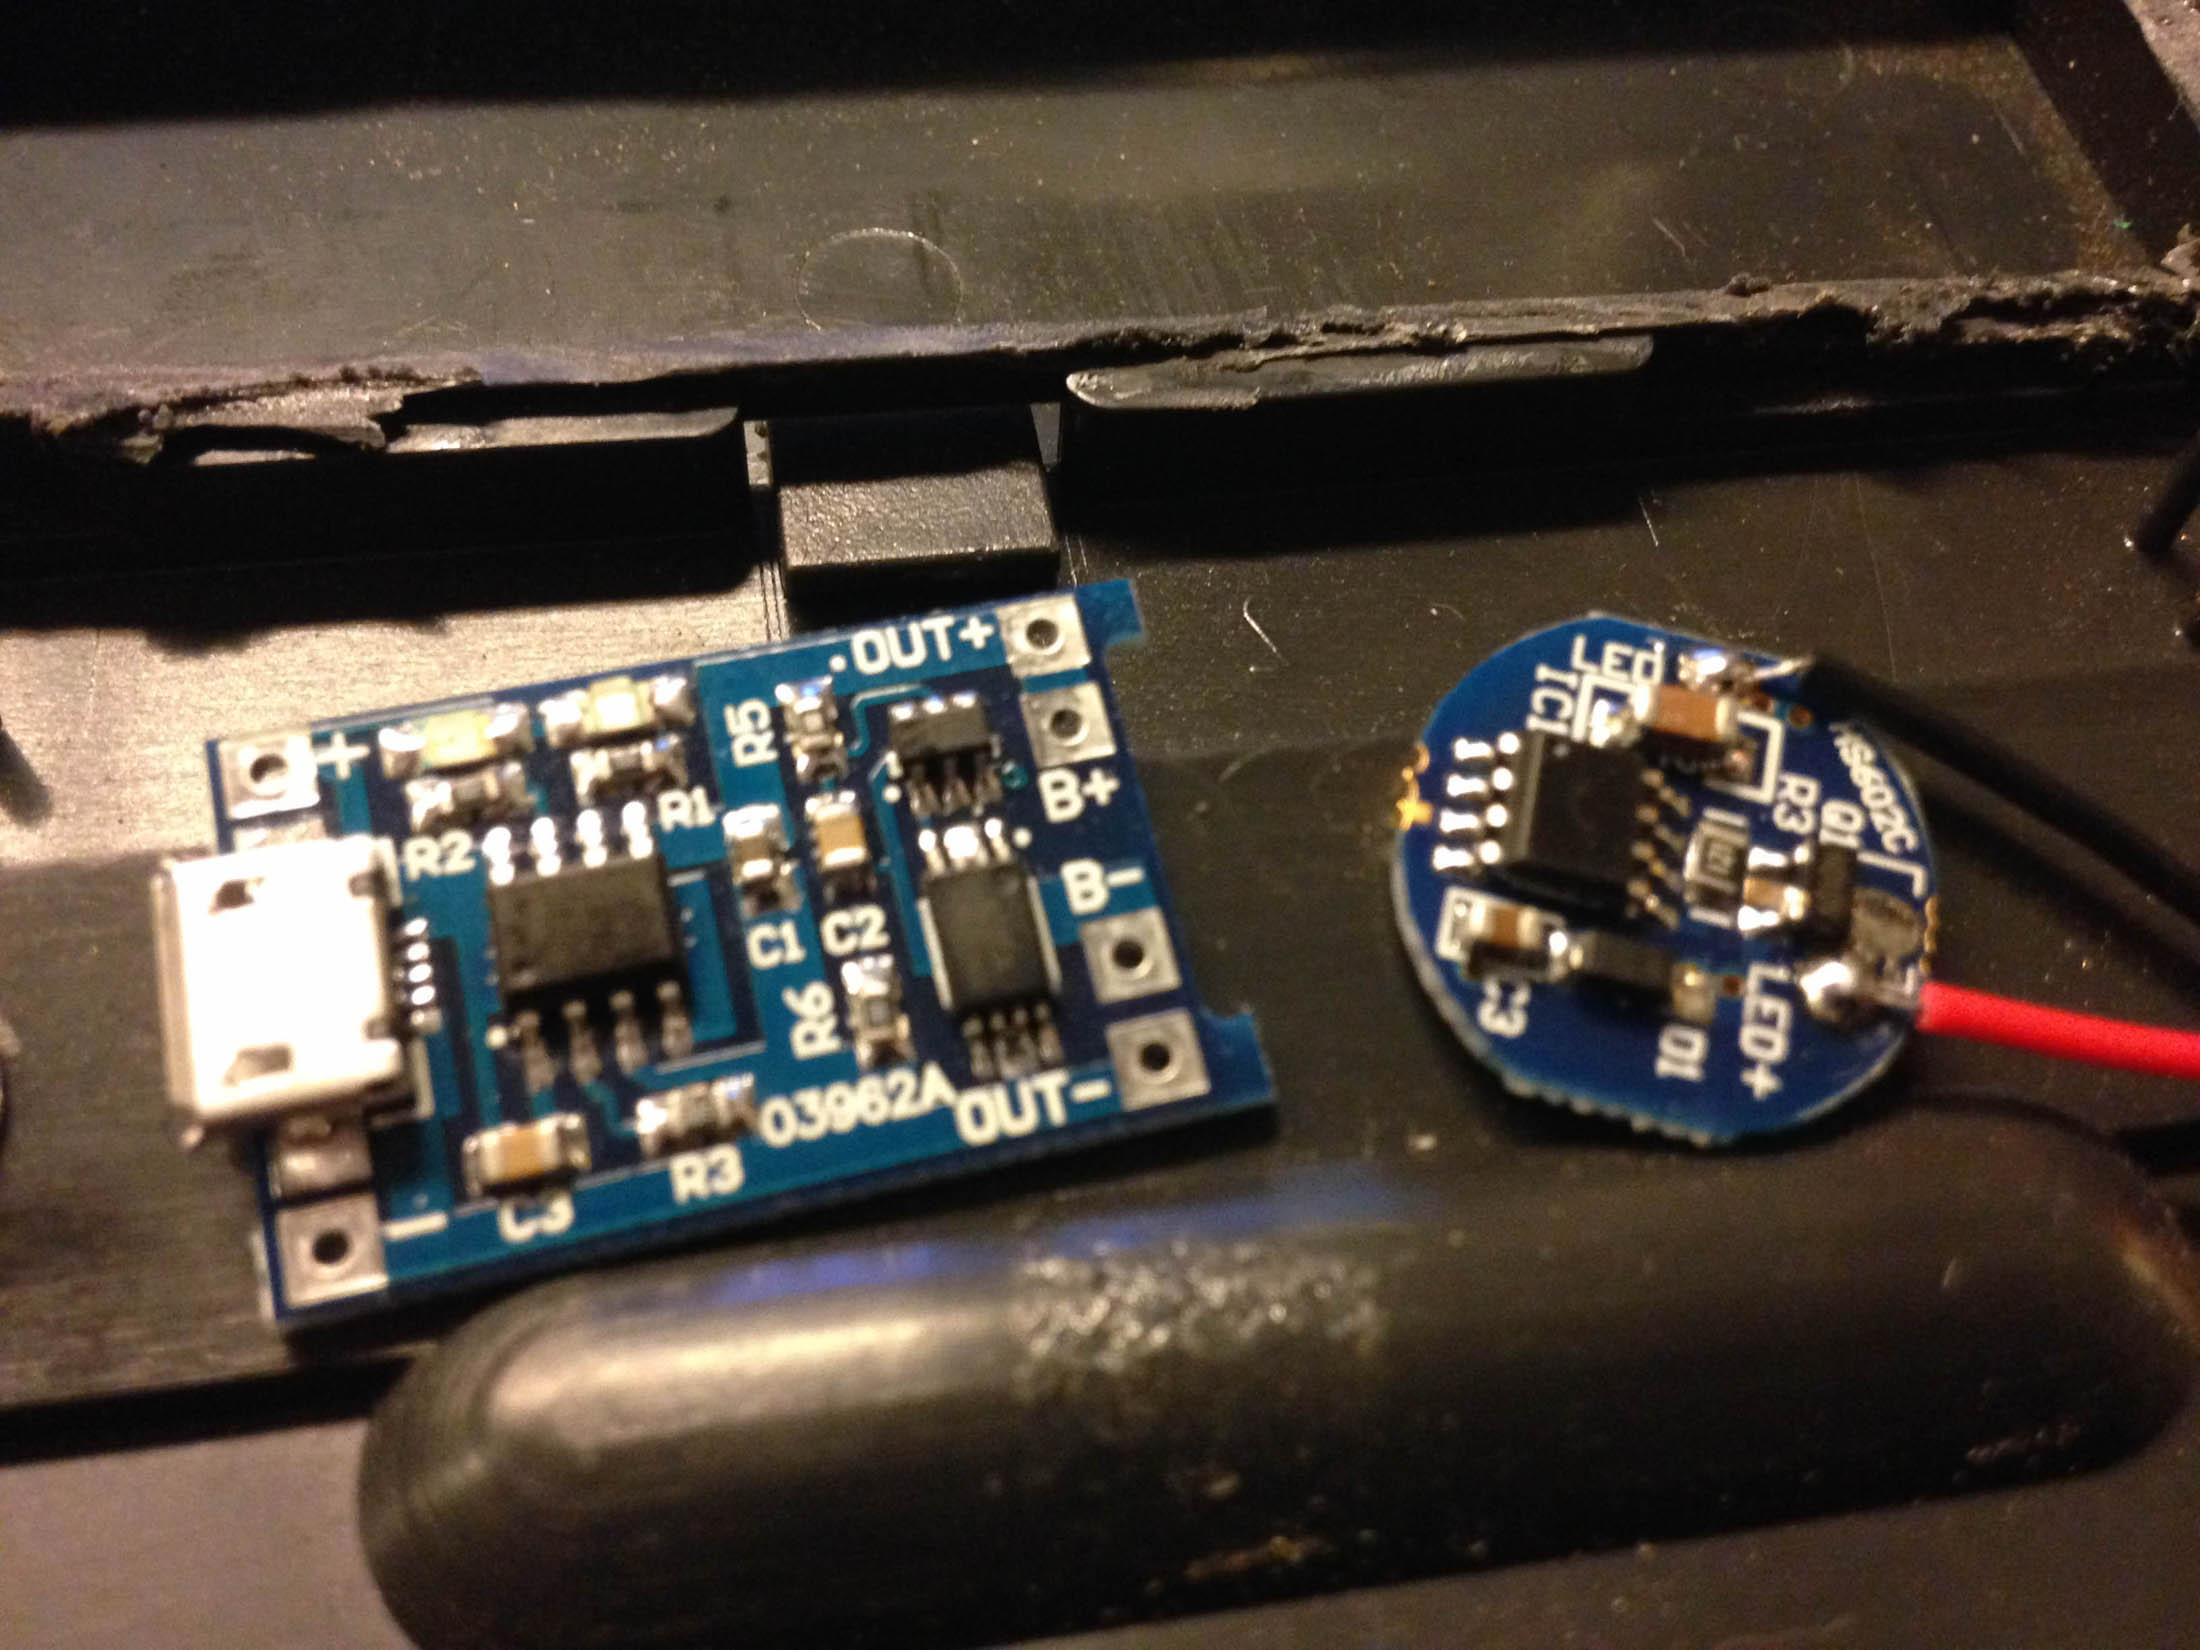 OUT+
+
R5
B+
R1
R2
B-
C1
C2
R6
03962A
OUT-
R3
C3
-
LED
IC1
R3
Q1
C3
D1
LED+
+